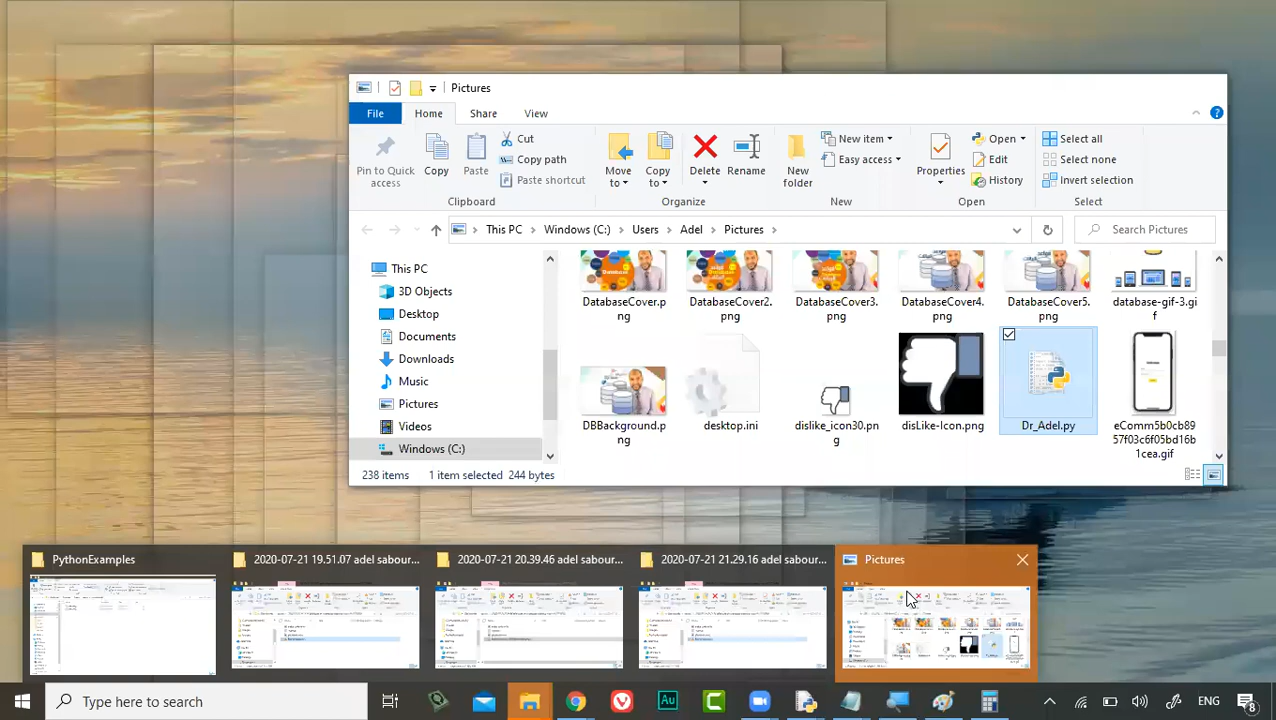 Pictures
File
Home
Share
View
Pin to Quick
access
Copy
Paste
Cut
Copy path
Paste shortcut
Clipboard
Move
to
Copy
to
Delete
Rename
Organize
New
folder
New item
Easy access
New
Properties
Open
Edit
History
Open
Select all
Select none
Invert selection
Select
This PC
Windows (C:)
Users
Adel
Pictures
Search Pictures
This PC
3D Objects
Desktop
Documents
Downloads
Music
Pictures
Videos
Windows (C:)
DatabaseCover.p
ng
DatabaseCover2.
png
DatabaseCover3.
png
DatabaseCover4.
png
DatabaseCover5.
png
database-gif-3.gi
f
DBBackground.p
ng
desktop.ini
dislike_icon30.pn
g
disLike-Icon.png
Dr_Adel.py
eComm5b0cb89
57f03c6f05bd16b
1cea.gif
238 items
1 item selected
244 bytes
PythonExamples
2020-07-21 19.51.07 adel sabour...
2020-07-21 20.39.46 adel sabour...
2020-07-21 21.29.16 adel sabour...
Pictures
Type here to search
Au
ENG
8